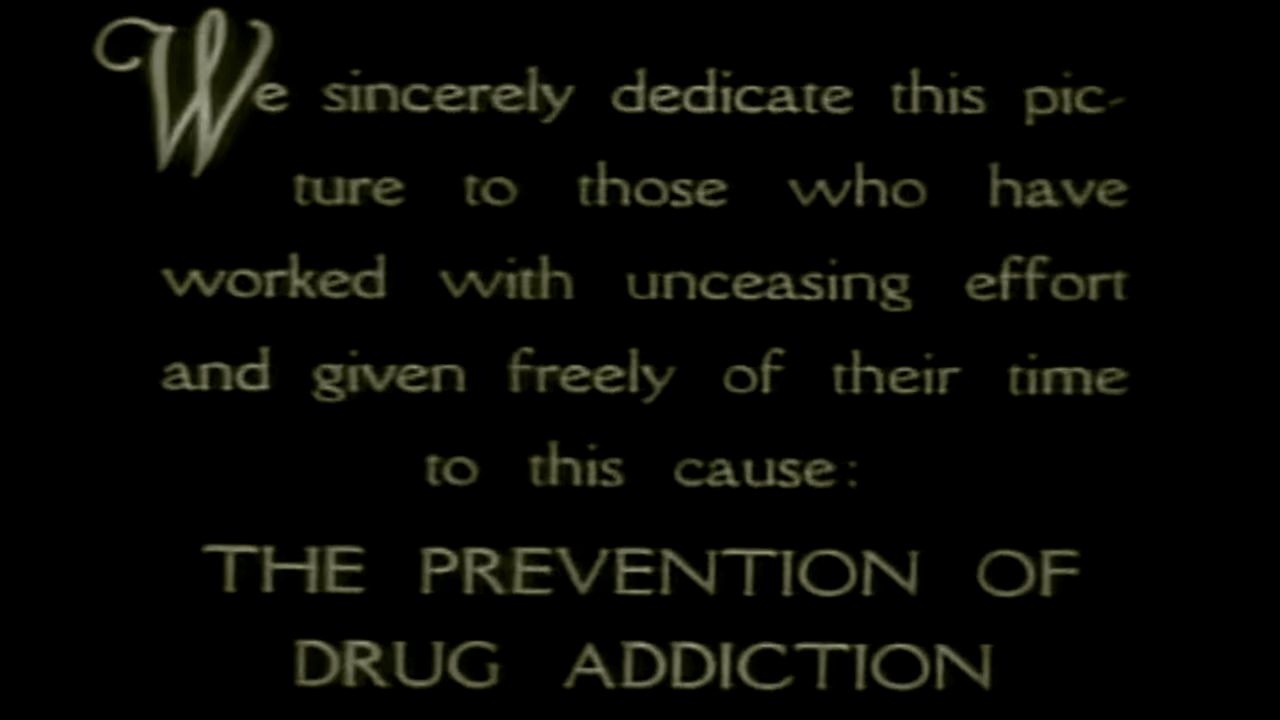 We sincerely dedicate this pic-
ture to those who have
worked with unceasing effort
and given freely of their time
to this cause:
THE PREVENTION OF
DRUG ADDICTION